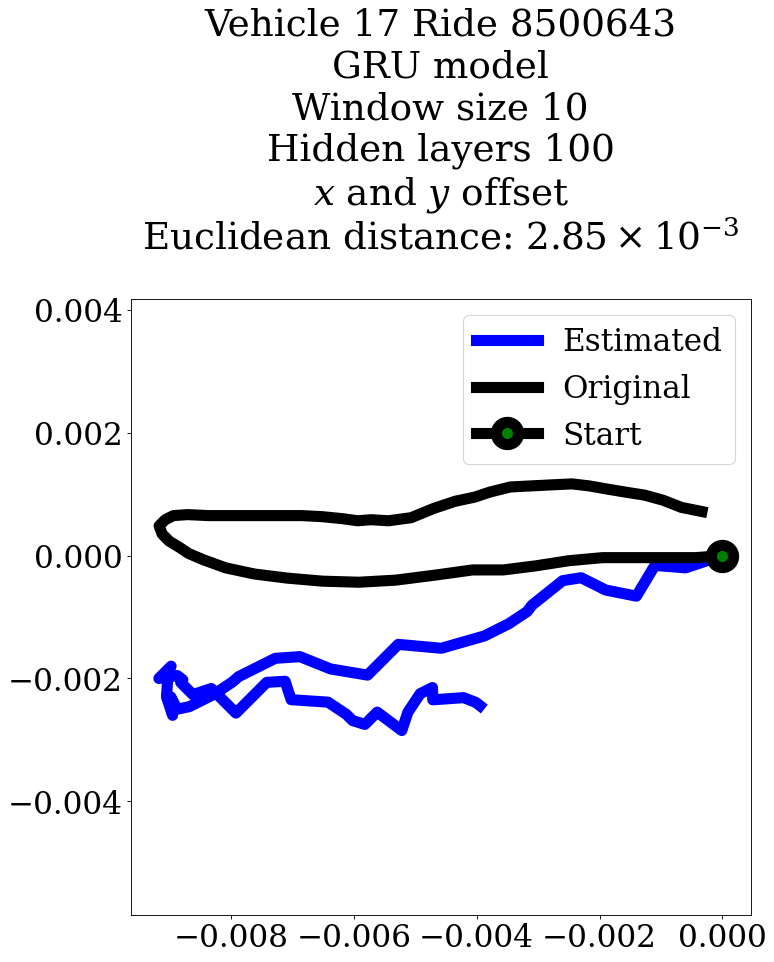 Vehicle 17 Ride 8500643
GRU model
Window size 10
Hidden layers 100
x and y offset
Euclidean distance: 2.85 × 10⁻³
Estimated
Original
Start
0.004
0.002
0.000
−0.002
−0.004
−0.008 −0.006 −0.004 −0.002 0.000